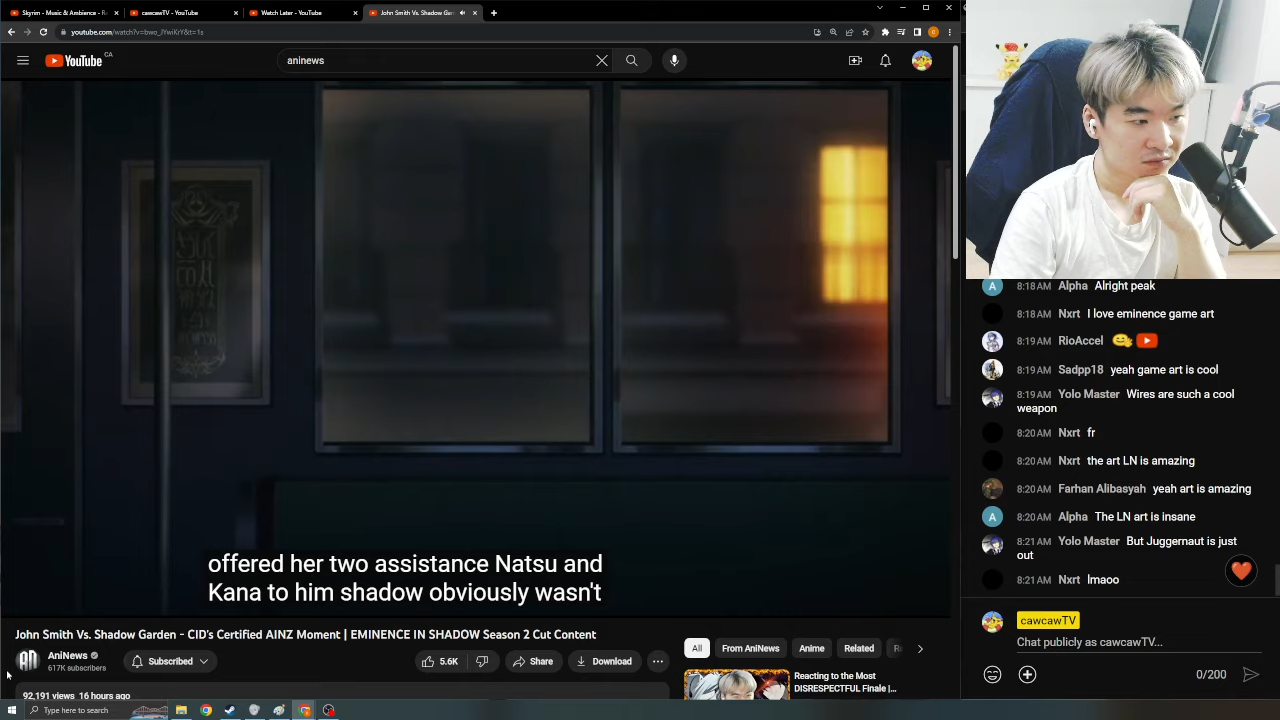 Skyrim - Music & Ambience - R
cawcawTV - YouTube
Watch Later - YouTube
John Smith Vs. Shadow Gar
youtube.com/watch?v=bwo_JYwiKrY&t=1s
YouTube CA
aninews
offered her two assistance Natsu and
Kana to him shadow obviously wasn't
John Smith Vs. Shadow Garden - CID's Certified AINZ Moment | EMINENCE IN SHADOW Season 2 Cut Content
AniNews
617K subscribers
Subscribed
5.6K
Share
Download
92,191 views 16 hours ago
All
From AniNews
Anime
Related
Reacting to the Most
DISRESPECTFUL Finale |...
Type here to search
8:18 AM Alpha Alright peak
8:18 AM Nxrt I love eminence game art
8:19 AM RioAccel
8:19 AM Sadpp18 yeah game art is cool
8:19 AM Yolo Master Wires are such a cool
weapon
8:20 AM Nxrt fr
8:20 AM Nxrt the art LN is amazing
8:20 AM Farhan Alibasyah yeah art is amazing
8:20 AM Alpha The LN art is insane
8:21 AM Yolo Master But Juggernaut is just
out
8:21 AM Nxrt lmaoo
cawcawTV
Chat publicly as cawcawTV...
0/200